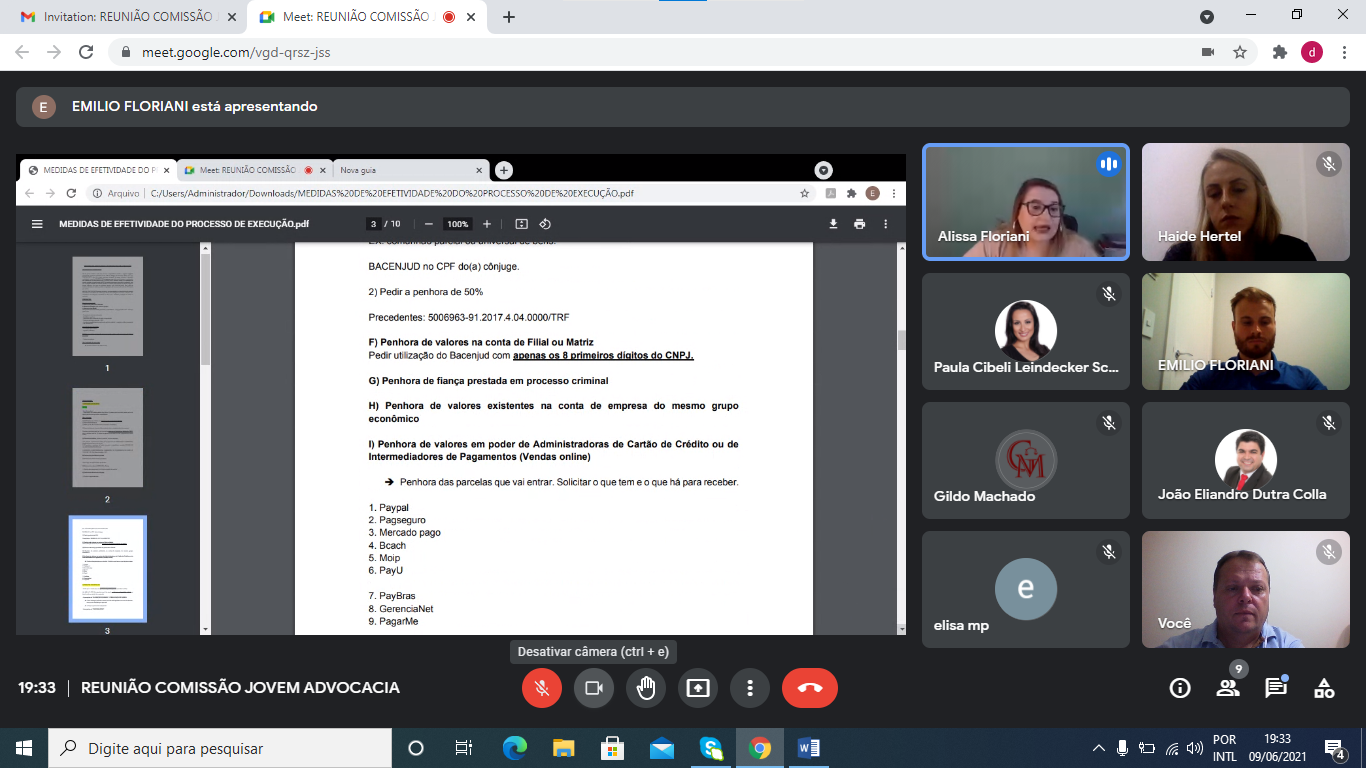 Invitation: REUNIÃO COMISSÃO J
Meet: REUNIÃO COMISSÃO
meet.google.com/vgd-qrsz-jss
d
E
EMILIO FLORIANI está apresentando
MEDIDAS DE EFETIVIDADE DO P
Meet: REUNIÃO COMISSÃO
Nova guia
Arquivo
C:/Users/Administrador/Downloads/MEDIDAS%20DE%20EFETIVIDADE%20DO%20PROCESSO%20DE%20EXECUÇÃO.pdf
E
MEDIDAS DE EFETIVIDADE DO PROCESSO DE EXECUÇÃO.pdf
3 / 10
100%
1
2
3
BACENJUD no CPF do(a) cônjuge.
2) Pedir a penhora de 50%
Precedentes: 5006963-91.2017.4.04.0000/TRF
F) Penhora de valores na conta de Filial ou Matriz
Pedir utilização do Bacenjud com apenas os 8 primeiros dígitos do CNPJ.
G) Penhora de fiança prestada em processo criminal
H) Penhora de valores existentes na conta de empresa do mesmo grupo
econômico
I) Penhora de valores em poder de Administradoras de Cartão de Crédito ou de
Intermediadores de Pagamentos (Vendas online)
➔ Penhora das parcelas que vai entrar. Solicitar o que tem e o que há para receber.
1. Paypal
2. Pagseguro
3. Mercado pago
4. Bcach
5. Moip
6. PayU
7. PayBras
8. GerenciaNet
9. PagarMe
Alissa Floriani
Haide Hertel
Paula Cibeli Leindecker Sc...
EMILIO FLORIANI
Gildo Machado
João Eliandro Dutra Colla
e
elisa mp
Você
Desativar câmera (ctrl + e)
19:33
REUNIÃO COMISSÃO JOVEM ADVOCACIA
9
Digite aqui para pesquisar
POR
INTL
19:33
09/06/2021
4